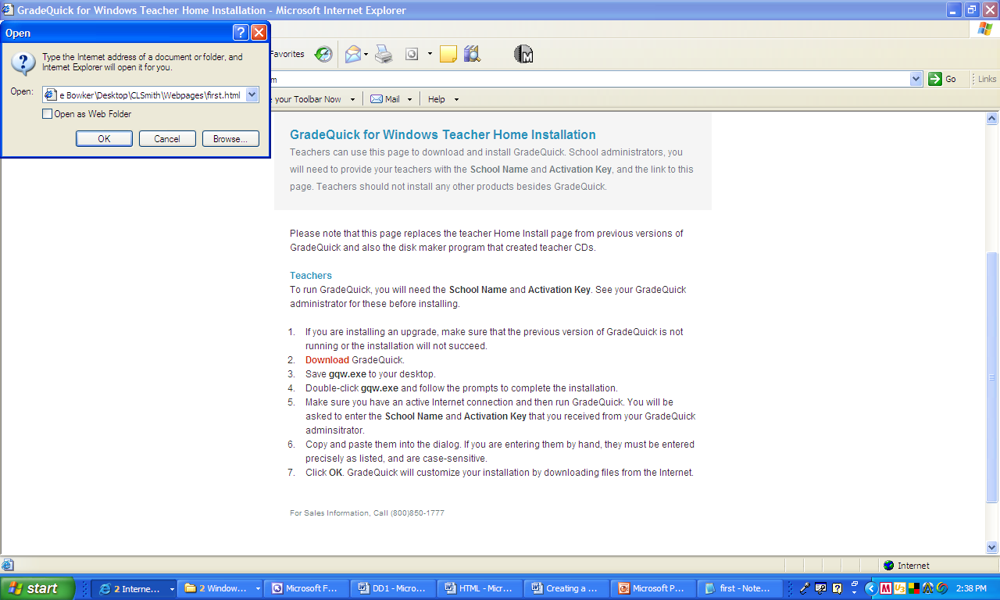 GradeQuick for Windows Teacher Home Installation - Microsoft Internet Explorer
Open
Type the Internet address of a document or folder, and
Internet Explorer will open it for you.
Open: e Bowker\Desktop\CLSmith\Webpages\first.html
Open as Web Folder
OK Cancel Browse...
Favorites
m Go Links
e your Toolbar Now Mail Help
GradeQuick for Windows Teacher Home Installation
Teachers can use this page to download and install GradeQuick. School administrators, you
will need to provide your teachers with the School Name and Activation Key, and the link to this
page. Teachers should not install any other products besides GradeQuick.
Please note that this page replaces the teacher Home Install page from previous versions of
GradeQuick and also the disk maker program that created teacher CDs.
Teachers
To run GradeQuick, you will need the School Name and Activation Key. See your GradeQuick
administrator for these before installing.
1. If you are installing an upgrade, make sure that the previous version of GradeQuick is not
running or the installation will not succeed.
2. Download GradeQuick.
3. Save gqw.exe to your desktop.
4. Double-click gqw.exe and follow the prompts to complete the installation.
5. Make sure you have an active Internet connection and then run GradeQuick. You will be
asked to enter the School Name and Activation Key that you received from your GradeQuick
adminsitrator.
6. Copy and paste them into the dialog. If you are entering them by hand, they must be entered
precisely as listed, and are case-sensitive.
7. Click OK. GradeQuick will customize your installation by downloading files from the Internet.
For Sales Information, Call (800)850-1777
Internet
start 2 Interne... 2 Window... Microsoft F... DD1 - Micros... HTML - Micr... Creating a ... Microsoft P... first - Note... 2:38 PM